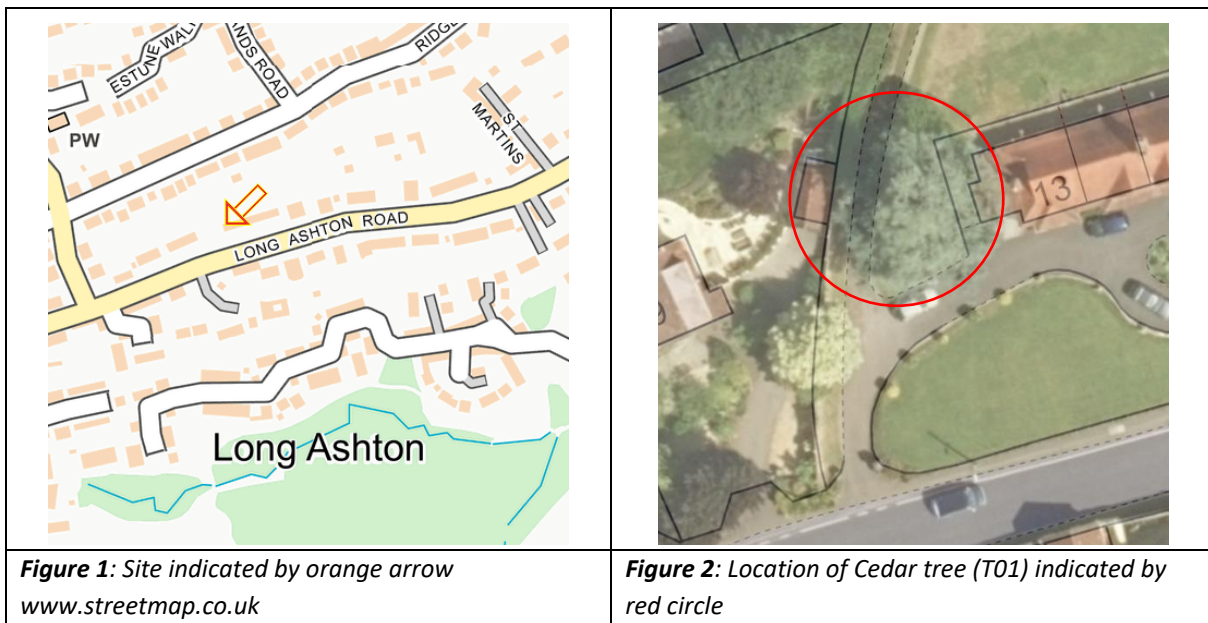 ESTUNE WAL
NDS ROAD
RIDGE
PW
ST
MARTINS
LONG ASHTON ROAD
Long Ashton
13
Figure 1: Site indicated by orange arrow
www.streetmap.co.uk
Figure 2: Location of Cedar tree (T01) indicated by
red circle